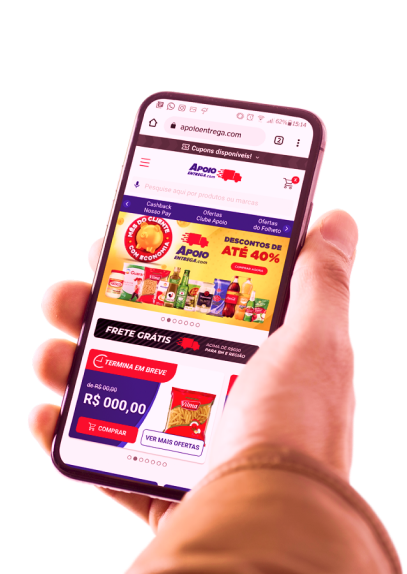 62% 15:14
apoioentrega.com
2
Cupons disponíveis!
APOIO
ENTREGA.com
0
Pesquise aqui por produtos ou marcas
Cashback
Nosso Pay
Ofertas
Clube Apoio
Ofertas
do Folheto
MÊS DO CLIENTE
COM ECONOMIA
APOIO
ENTREGA.com
DESCONTOS DE
ATÉ 40%
FRETE GRÁTIS
ACIMA DE
PARA BH E REGIÃO
TERMINA EM BREVE
de R$ 00,00
R$ 000,00
COMPRAR
Vilma
VER MAIS OFERTAS